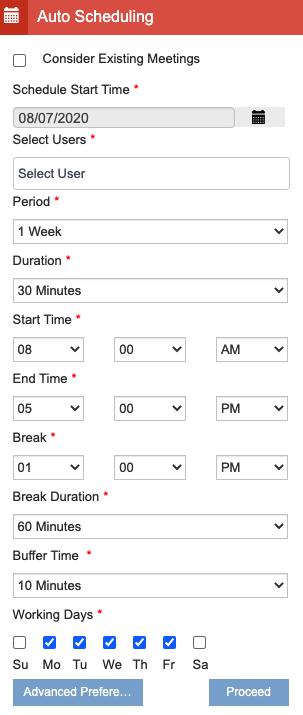 Auto Scheduling
Consider Existing Meetings
Schedule Start Time *
08/07/2020
Select Users *
Select User
Period *
1 Week
Duration *
30 Minutes
Start Time *
08 00 AM
End Time *
05 00 PM
Break *
01 00 PM
Break Duration *
60 Minutes
Buffer Time *
10 Minutes
Working Days *
Su Mo Tu We Th Fr Sa
Advanced Prefere... Proceed